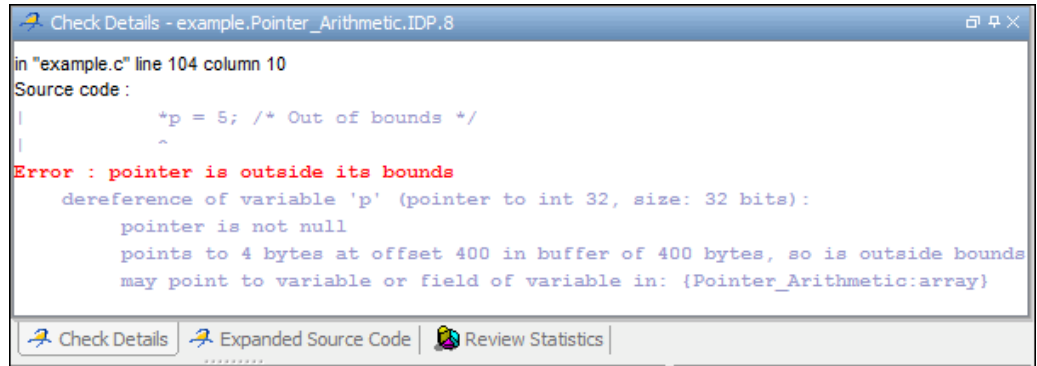 Check Details - example.Pointer_Arithmetic.IDP.8
in "example.c" line 104 column 10
Source code :
|           *p = 5; /* Out of bounds */
|           ^
Error : pointer is outside its bounds
    dereference of variable 'p' (pointer to int 32, size: 32 bits):
         pointer is not null
         points to 4 bytes at offset 400 in buffer of 400 bytes, so is outside bounds
         may point to variable or field of variable in: {Pointer_Arithmetic:array}
Check Details | Expanded Source Code | Review Statistics